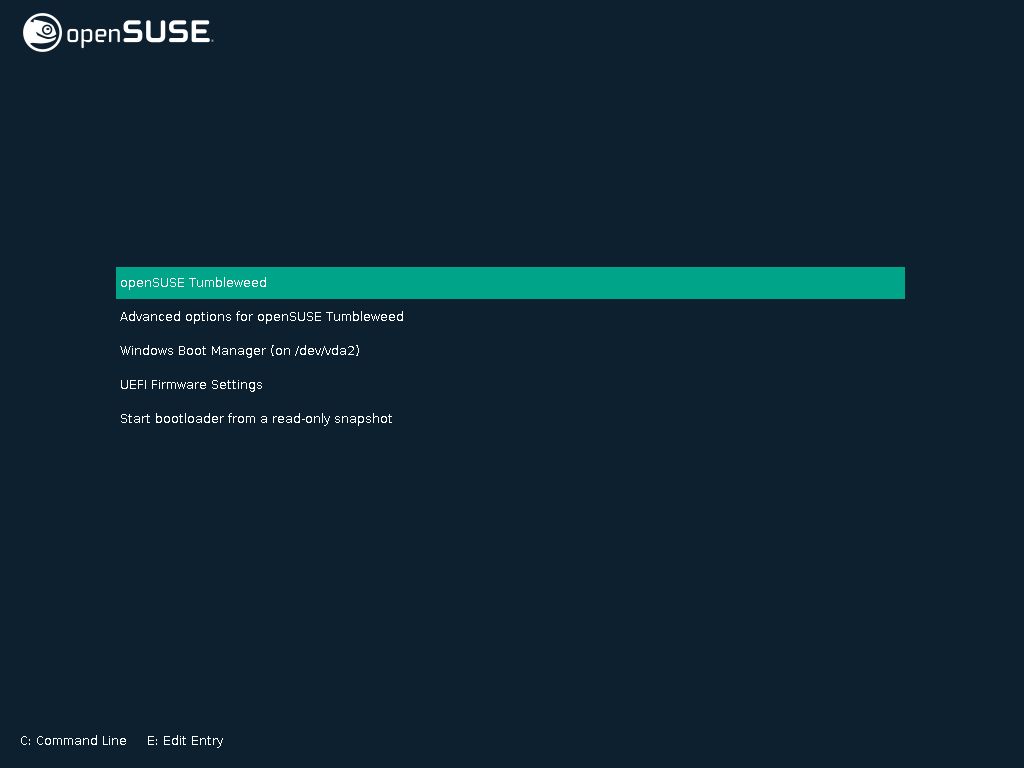 openSUSE.
openSUSE Tumbleweed
Advanced options for openSUSE Tumbleweed
Windows Boot Manager (on /dev/vda2)
UEFI Firmware Settings
Start bootloader from a read-only snapshot
C: Command Line E: Edit Entry